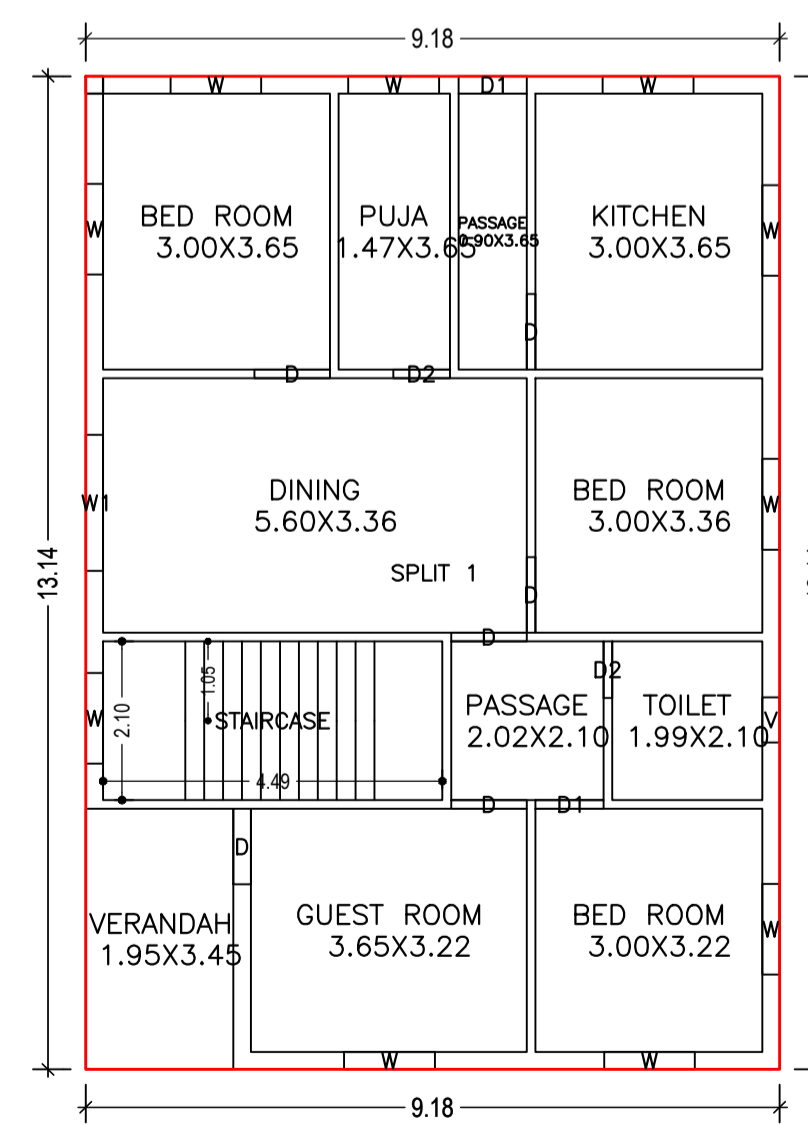 9.18
W
W
D1
W
BED ROOM
3.00X3.65
PUJA
1.47X3.65
PASSAGE
0.90X3.65
KITCHEN
3.00X3.65
W
W
D
D
D2
DINING
5.60X3.36
BED ROOM
3.00X3.36
W1
W
SPLIT 1
D
13.14
D
D2
1.05
2.10
W
STAIRCASE
PASSAGE
2.02X2.10
TOILET
1.99X2.10
V
4.49
D
D1
D
VERANDAH
1.95X3.45
GUEST ROOM
3.65X3.22
BED ROOM
3.00X3.22
W
W
W
9.18